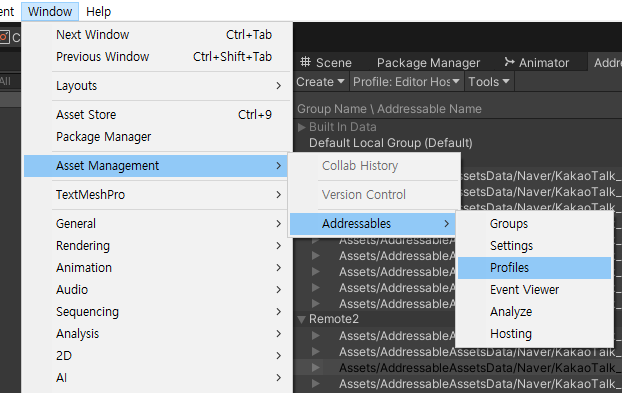 ent Window Help
Next Window Ctrl+Tab
Previous Window Ctrl+Shift+Tab
Layouts
Asset Store Ctrl+9
Package Manager
Asset Management
TextMeshPro
General
Rendering
Animation
Audio
Sequencing
Analysis
2D
AI
Collab History
Version Control
Addressables
Groups
Settings
Profiles
Event Viewer
Analyze
Hosting
C
All
Scene Package Manager Animator Addre
Create Profile: Editor Hos Tools
Group Name \ Addressable Name
Built In Data
Default Local Group (Default)
AssetsData/Naver/KakaoTalk_
AssetsData/Naver/KakaoTalk_
AssetsData/Naver/KakaoTalk_
Assets/AddressableA
Assets/AddressableA
Assets/AddressableA
Assets/AddressableA
Assets/AddressableA
Remote2
Assets/AddressableA
Assets/AddressableAssetsData/Naver/KakaoTalk_
Assets/AddressableAssetsData/Naver/KakaoTalk_
Assets/AddressableAssetsData/Naver/KakaoTalk_